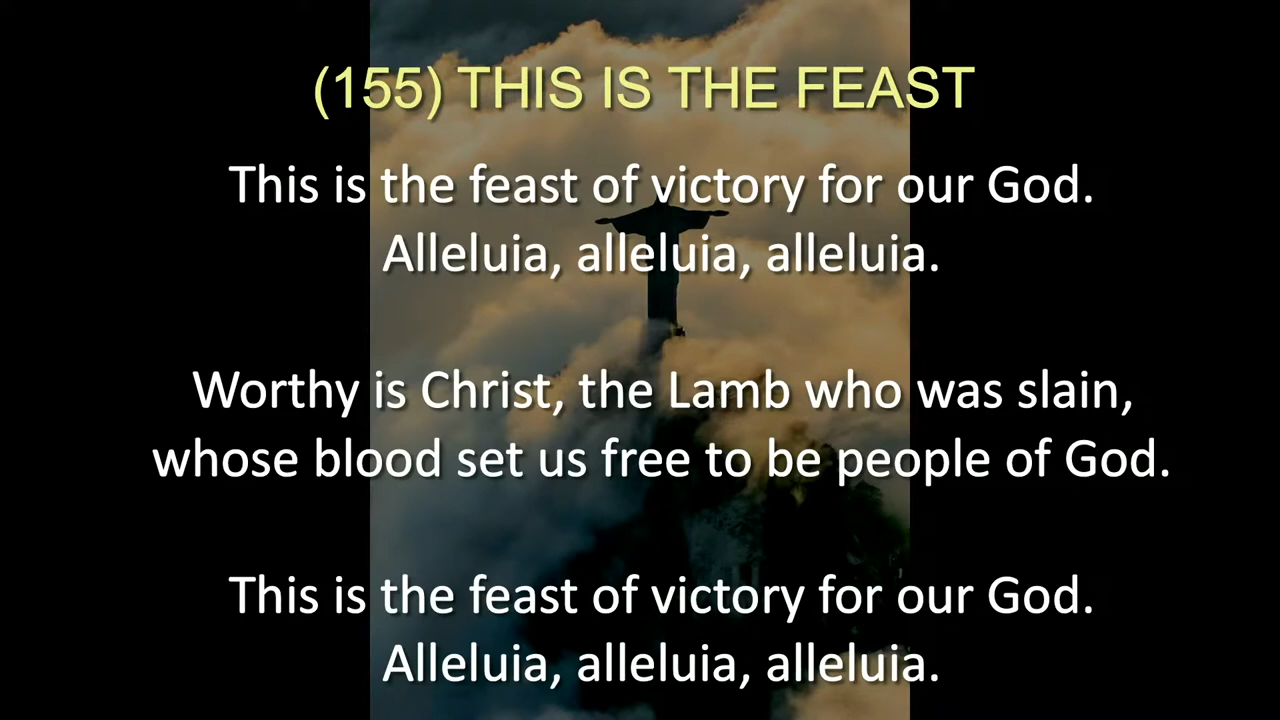 (155) THIS IS THE FEAST
This is the feast of victory for our God.
Alleluia, alleluia, alleluia.
Worthy is Christ, the Lamb who was slain,
whose blood set us free to be people of God.
This is the feast of victory for our God.
Alleluia, alleluia, alleluia.